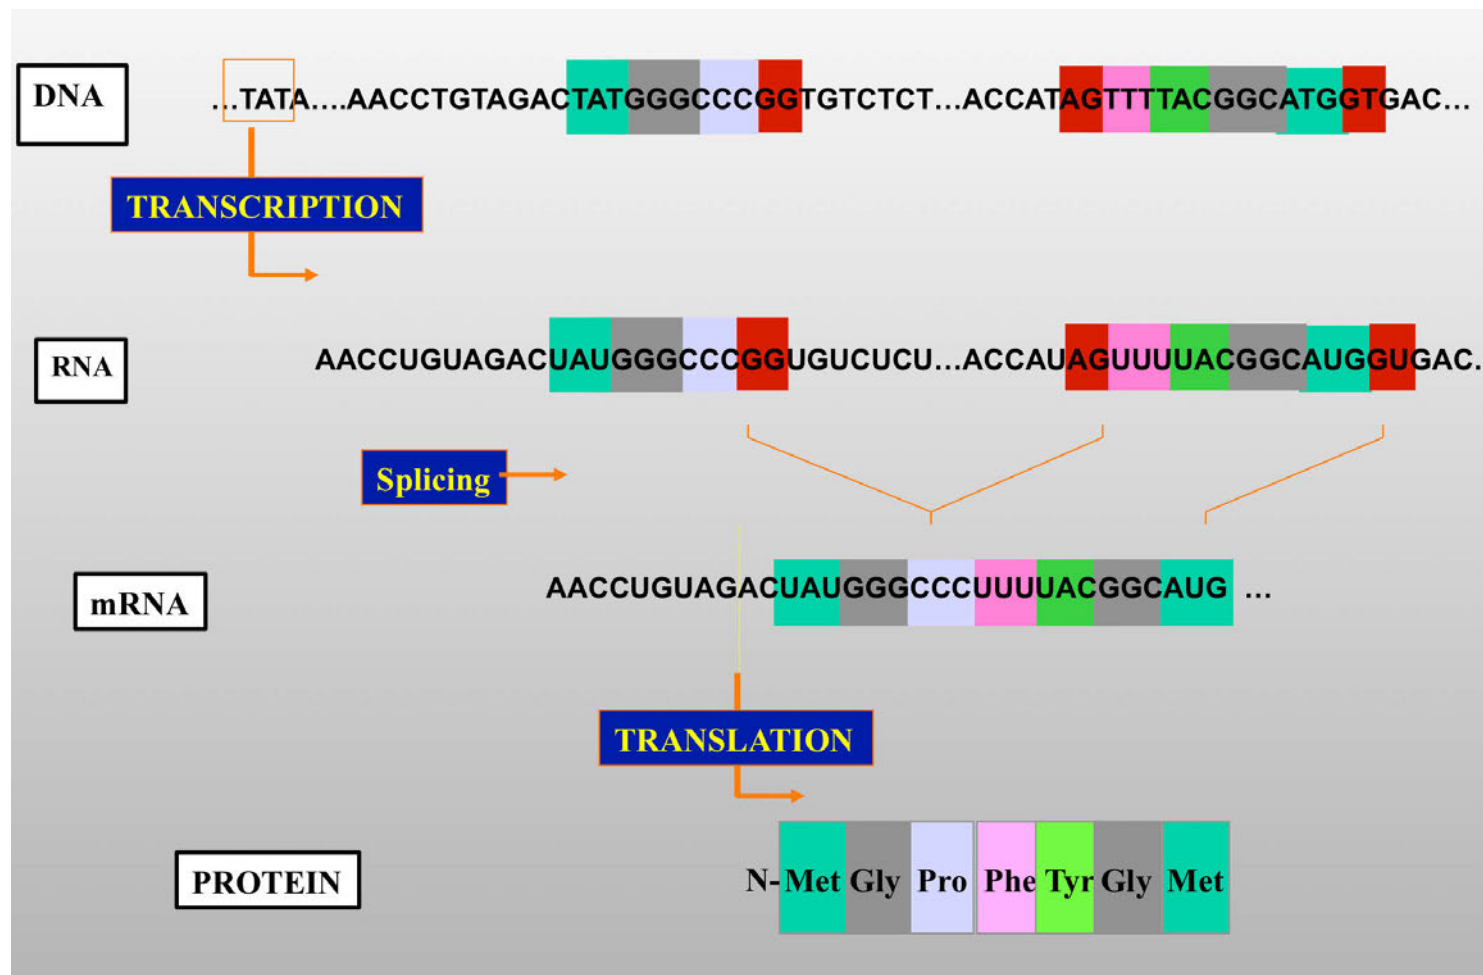 DNA
...TATA....AACCTGTAGACTATGGGCCCGGTGTCTCT...ACCATAGTTTTACGGCATGGTGAC...
TRANSCRIPTION
RNA
AACCUGUAGACUAUGGGCCCGGUGUCUCU...ACCAUAGUUUUACGGCAUGGUGAC.
Splicing
mRNA
AACCUGUAGACUAUGGGCCCUUUUACGGCAUG ...
TRANSLATION
PROTEIN
N-Met Gly Pro Phe Tyr Gly Met